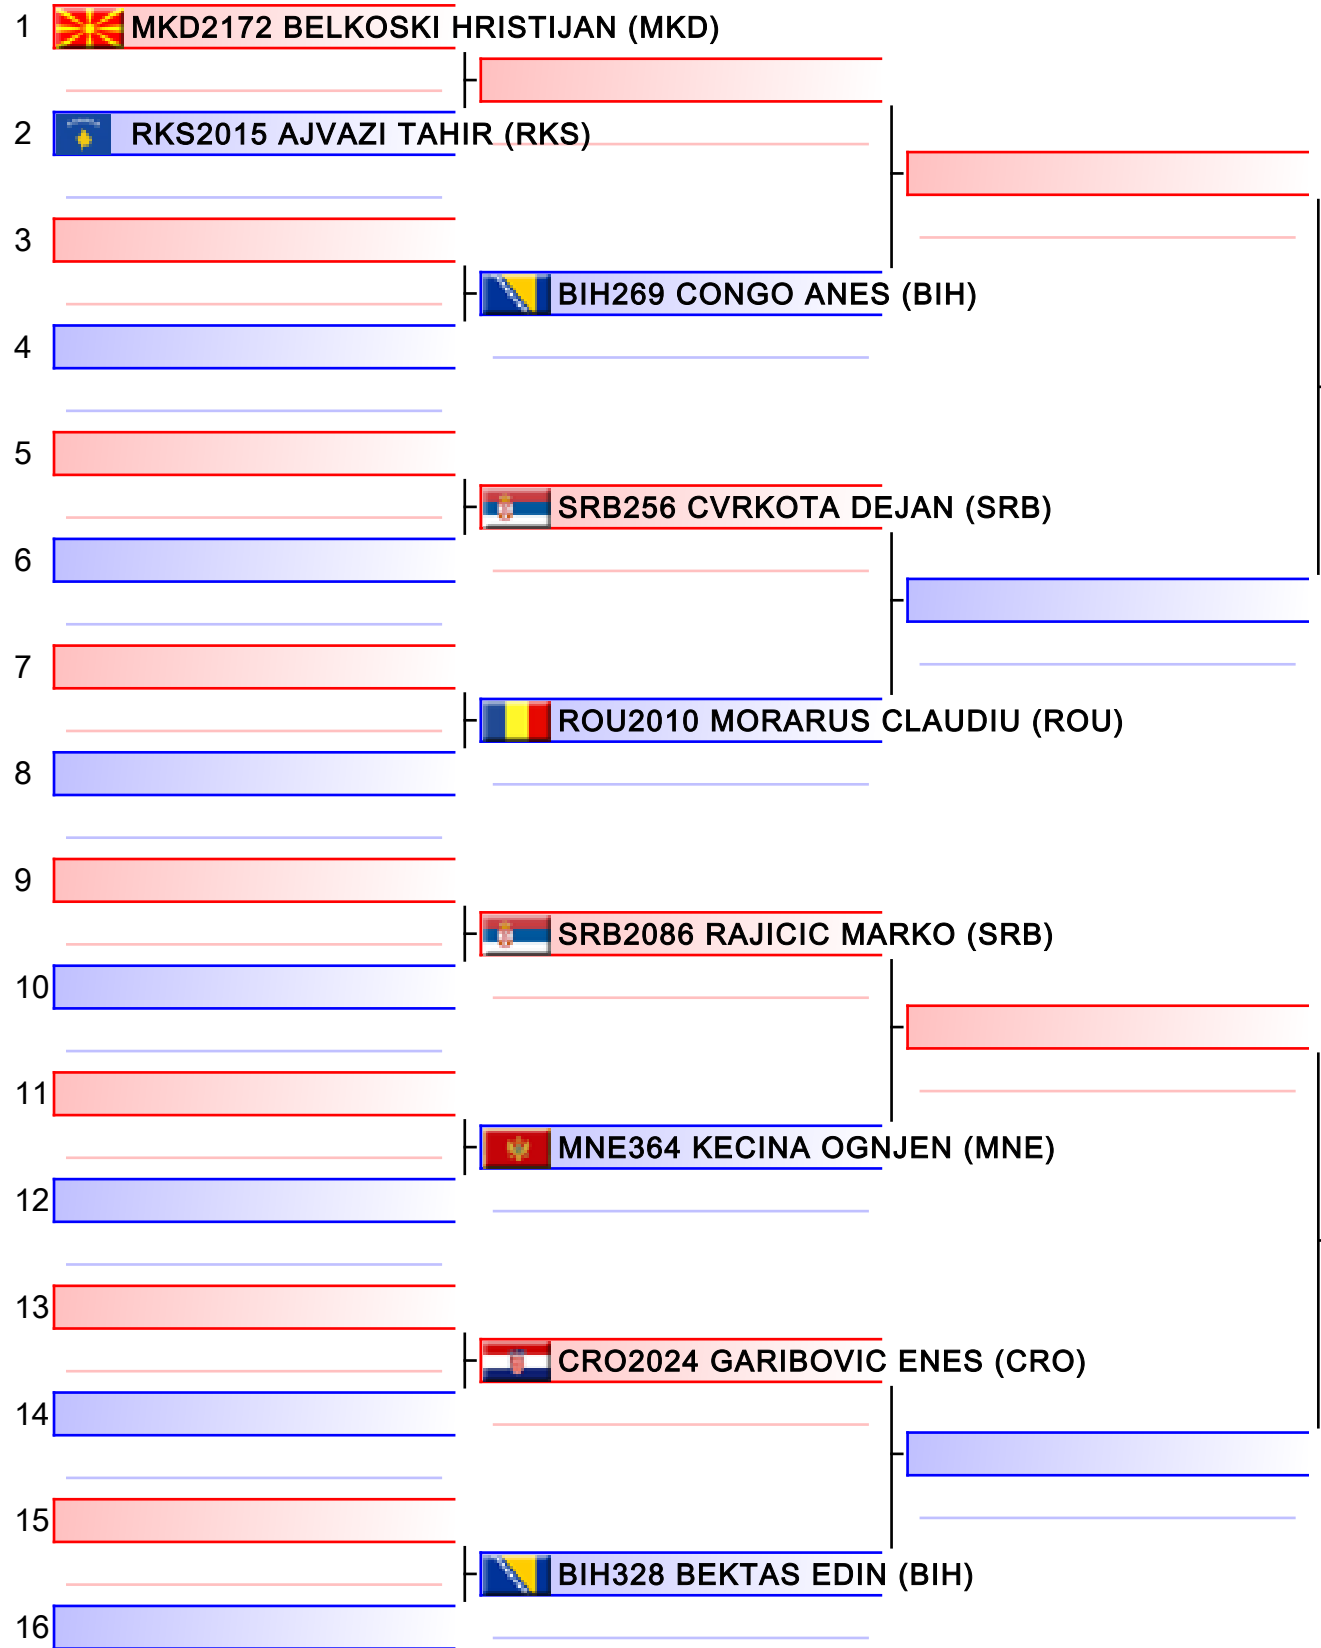 1 MKD2172 BELKOSKI HRISTIJAN (MKD)
2 RKS2015 AJVAZI TAHIR (RKS)
3
BIH269 CONGO ANES (BIH)
4
5
SRB256 CVRKOTA DEJAN (SRB)
6
7
ROU2010 MORARUS CLAUDIU (ROU)
8
9
SRB2086 RAJICIC MARKO (SRB)
10
11
MNE364 KECINA OGNJEN (MNE)
12
13
CRO2024 GARIBOVIC ENES (CRO)
14
15
BIH328 BEKTAS EDIN (BIH)
16